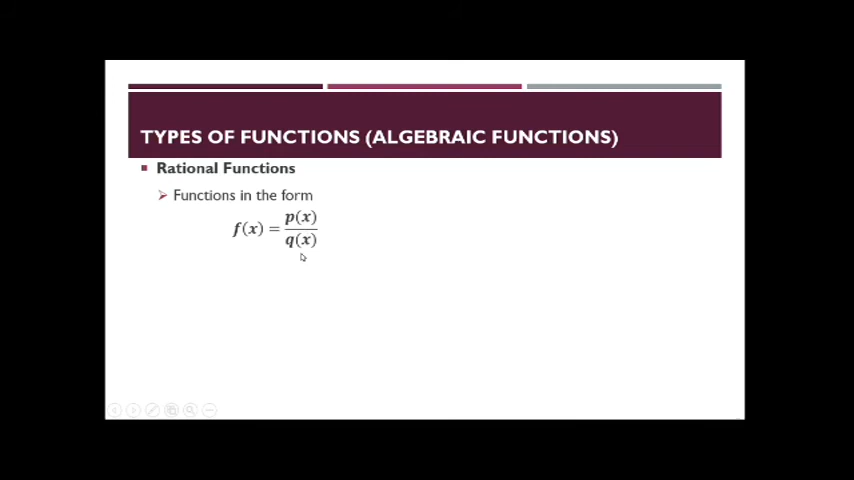 TYPES OF FUNCTIONS (ALGEBRAIC FUNCTIONS)
Rational Functions
Functions in the form
f(x) = p(x)/q(x)